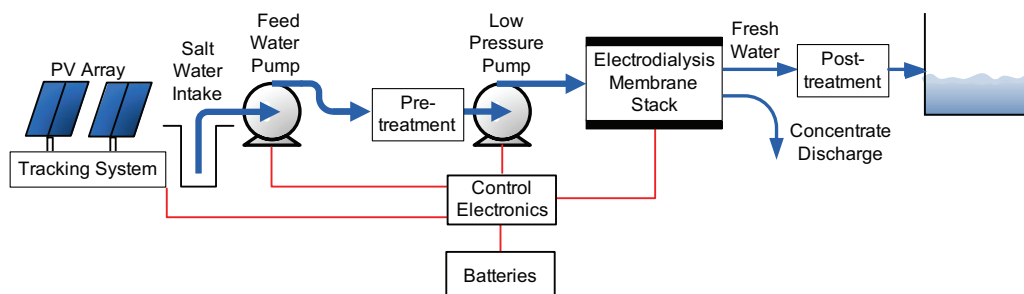 PV Array
Tracking System
Salt
Water
Intake
Feed
Water
Pump
Pre-
treatment
Low
Pressure
Pump
Electrodialysis
Membrane
Stack
Fresh
Water
Post-
treatment
Concentrate
Discharge
Control
Electronics
Batteries